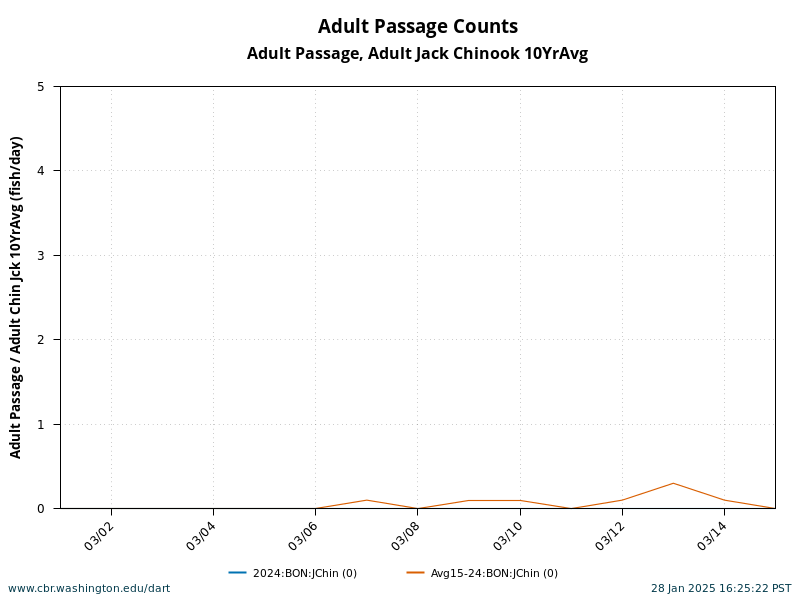 Adult Passage Counts
Adult Passage, Adult Jack Chinook 10YrAvg
Adult Passage / Adult Chin Jck 10YrAvg (fish/day)
5
4
3
2
1
0
03/02 03/04 03/06 03/08 03/10 03/12 03/14
2024:BON:JChin (0) Avg15-24:BON:JChin (0)
www.cbr.washington.edu/dart 28 Jan 2025 16:25:22 PST